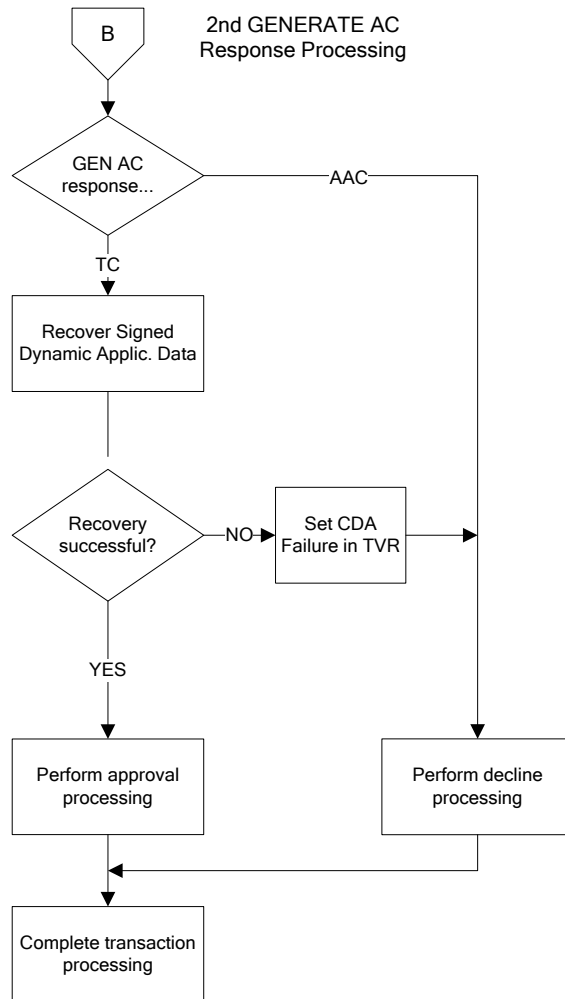 B
2nd GENERATE AC
Response Processing
GEN AC
response...
AAC
TC
Recover Signed
Dynamic Applic. Data
Recovery
successful?
NO
Set CDA
Failure in TVR
YES
Perform approval
processing
Perform decline
processing
Complete transaction
processing